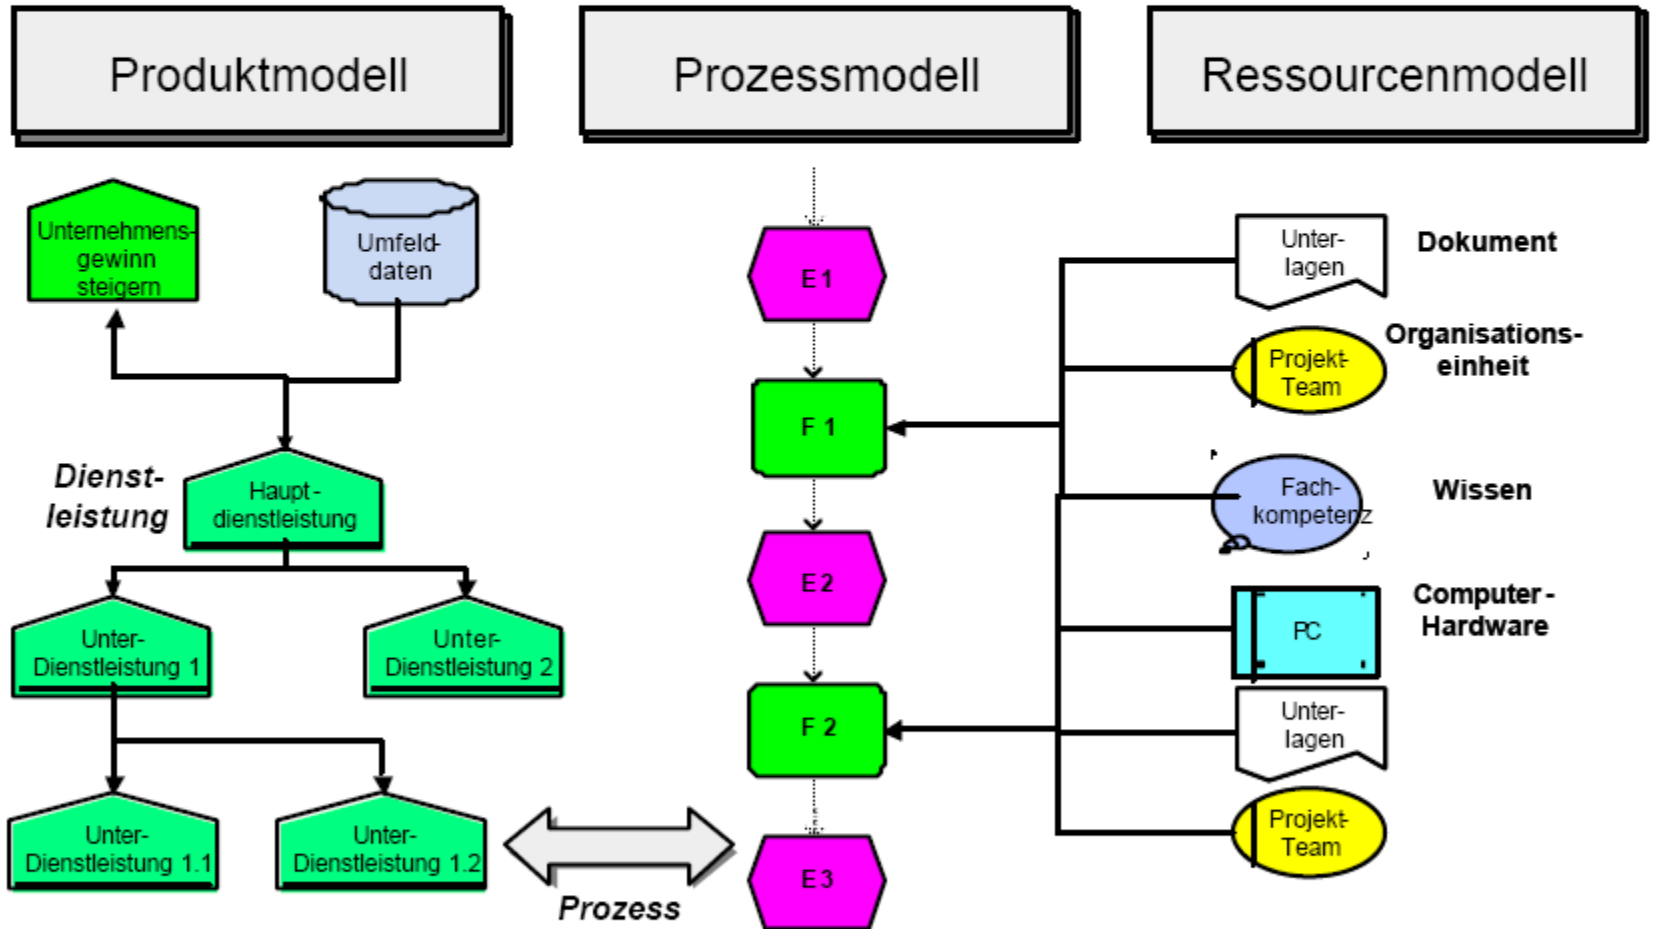 Produktmodell
Prozessmodell
Ressourcenmodell
Unternehmens-
gewinn
steigern
Umfeld-
daten
Dienst-
leistung
Haupt-
dienstleistung
Unter-
Dienstleistung 1
Unter-
Dienstleistung 2
Unter-
Dienstleistung 1.1
Unter-
Dienstleistung 1.2
Prozess
E 1
F 1
E 2
F 2
E 3
Unter-
lagen
Dokument
Projekt-
Team
Organisations-
einheit
Fach-
kompetenz
Wissen
PC
Computer-
Hardware
Unter-
lagen
Projekt-
Team